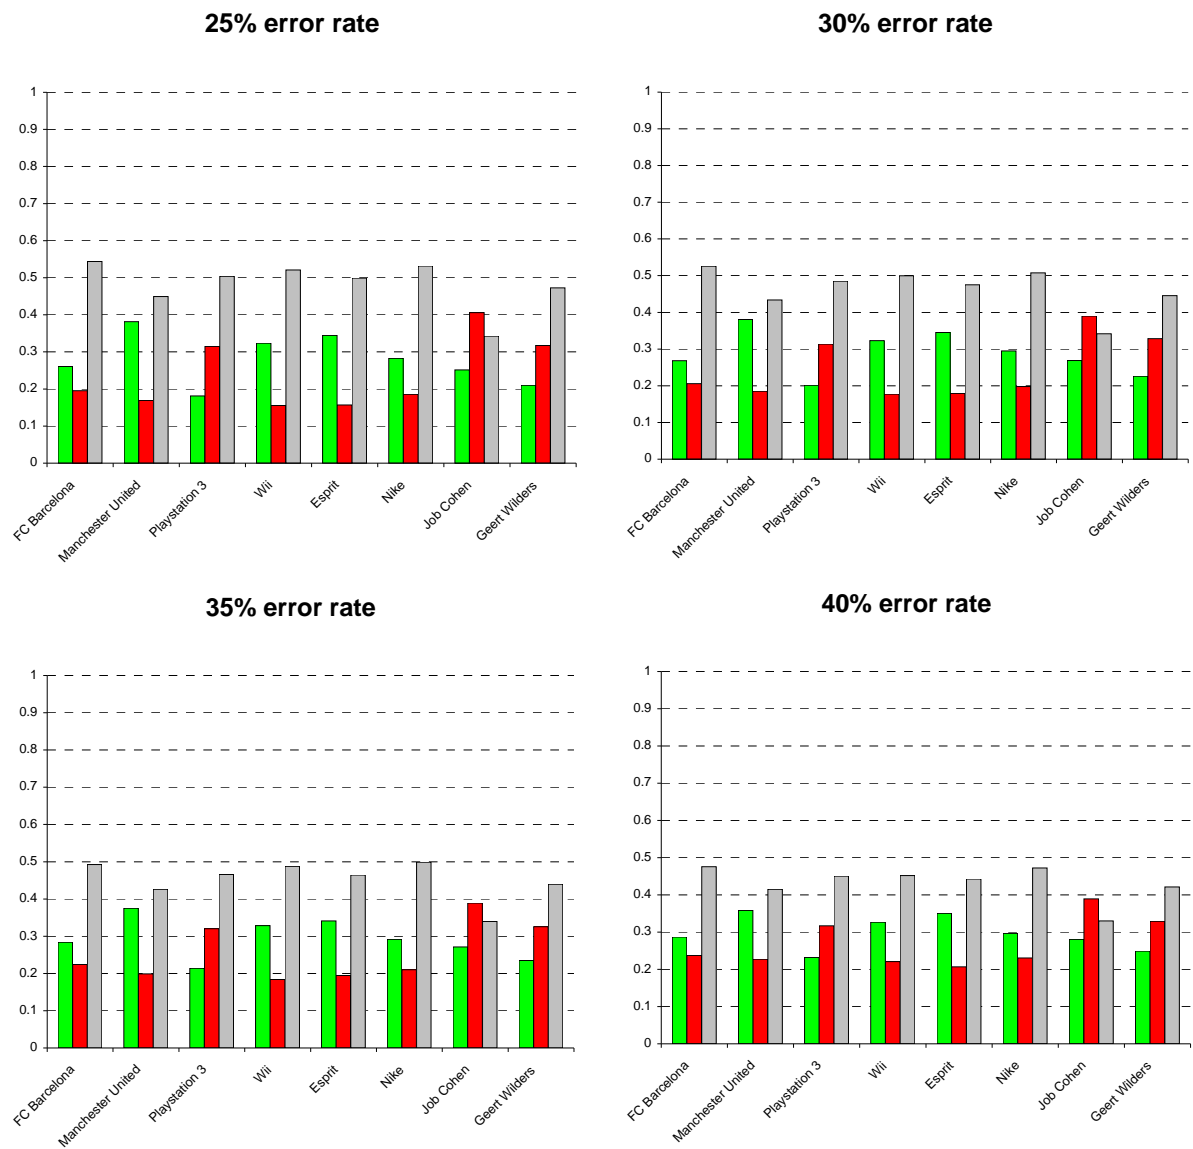 25% error rate
1
0.9
0.8
0.7
0.6
0.5
0.4
0.3
0.2
0.1
0
FC Barcelona
Manchester United
Playstation 3
Wii
Esprit
Nike
Job Cohen
Geert Wilders
30% error rate
1
0.9
0.8
0.7
0.6
0.5
0.4
0.3
0.2
0.1
0
FC Barcelona
Manchester United
Playstation 3
Wii
Esprit
Nike
Job Cohen
Geert Wilders
35% error rate
1
0.9
0.8
0.7
0.6
0.5
0.4
0.3
0.2
0.1
0
FC Barcelona
Manchester United
Playstation 3
Wii
Esprit
Nike
Job Cohen
Geert Wilders
40% error rate
1
0.9
0.8
0.7
0.6
0.5
0.4
0.3
0.2
0.1
0
FC Barcelona
Manchester United
Playstation 3
Wii
Esprit
Nike
Job Cohen
Geert Wilders